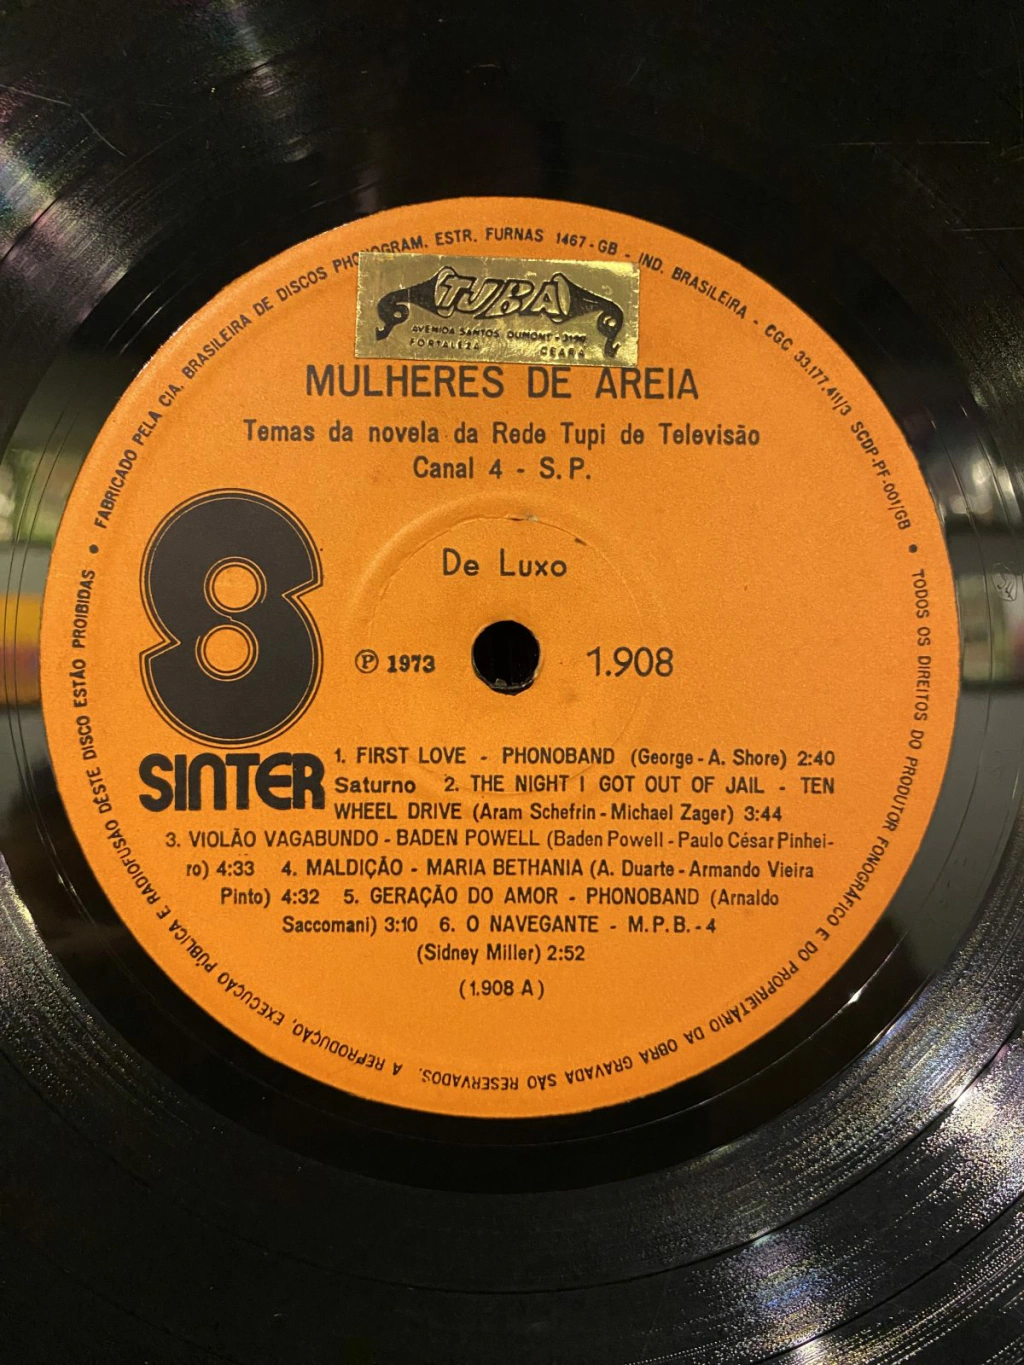 FABRICADO PELA CIA. BRASILEIRA DE DISCOS PHONOGRAM. ESTR. FURNAS 1467-GB - IND. BRASILEIRA - CGC 33.177.411/3 SCDP-PF-001/GB
TUBA
AVENIDA SANTOS DUMONT -
FORTALEZA CEARÁ
MULHERES DE AREIA
Temas da novela da Rede Tupi de Televisão
Canal 4 - S.P.
De Luxo
8
SINTER
Ⓟ 1973
1.908
1. FIRST LOVE - PHONOBAND (George - A. Shore) 2:40
Saturno 2. THE NIGHT I GOT OUT OF JAIL - TEN
WHEEL DRIVE (Aram Schefrin - Michael Zager) 3:44
3. VIOLÃO VAGABUNDO - BADEN POWELL (Baden Powell - Paulo César Pinhei-
ro) 4:33 4. MALDIÇÃO - MARIA BETHANIA (A. Duarte - Armando Vieira
Pinto) 4:32 5. GERAÇÃO DO AMOR - PHONOBAND (Arnaldo
Saccomani) 3:10 6. O NAVEGANTE - M.P.B.-4
(Sidney Miller) 2:52
(1.908 A)
• TODOS OS DIREITOS DO PRODUTOR FONOGRÁFICO E DO PROPRIETÁRIO DA OBRA GRAVADA SÃO RESERVADOS. A REPRODUÇÃO, EXECUÇÃO PÚBLICA E RADIOFUSÃO DESTE DISCO ESTÃO PROIBIDAS •